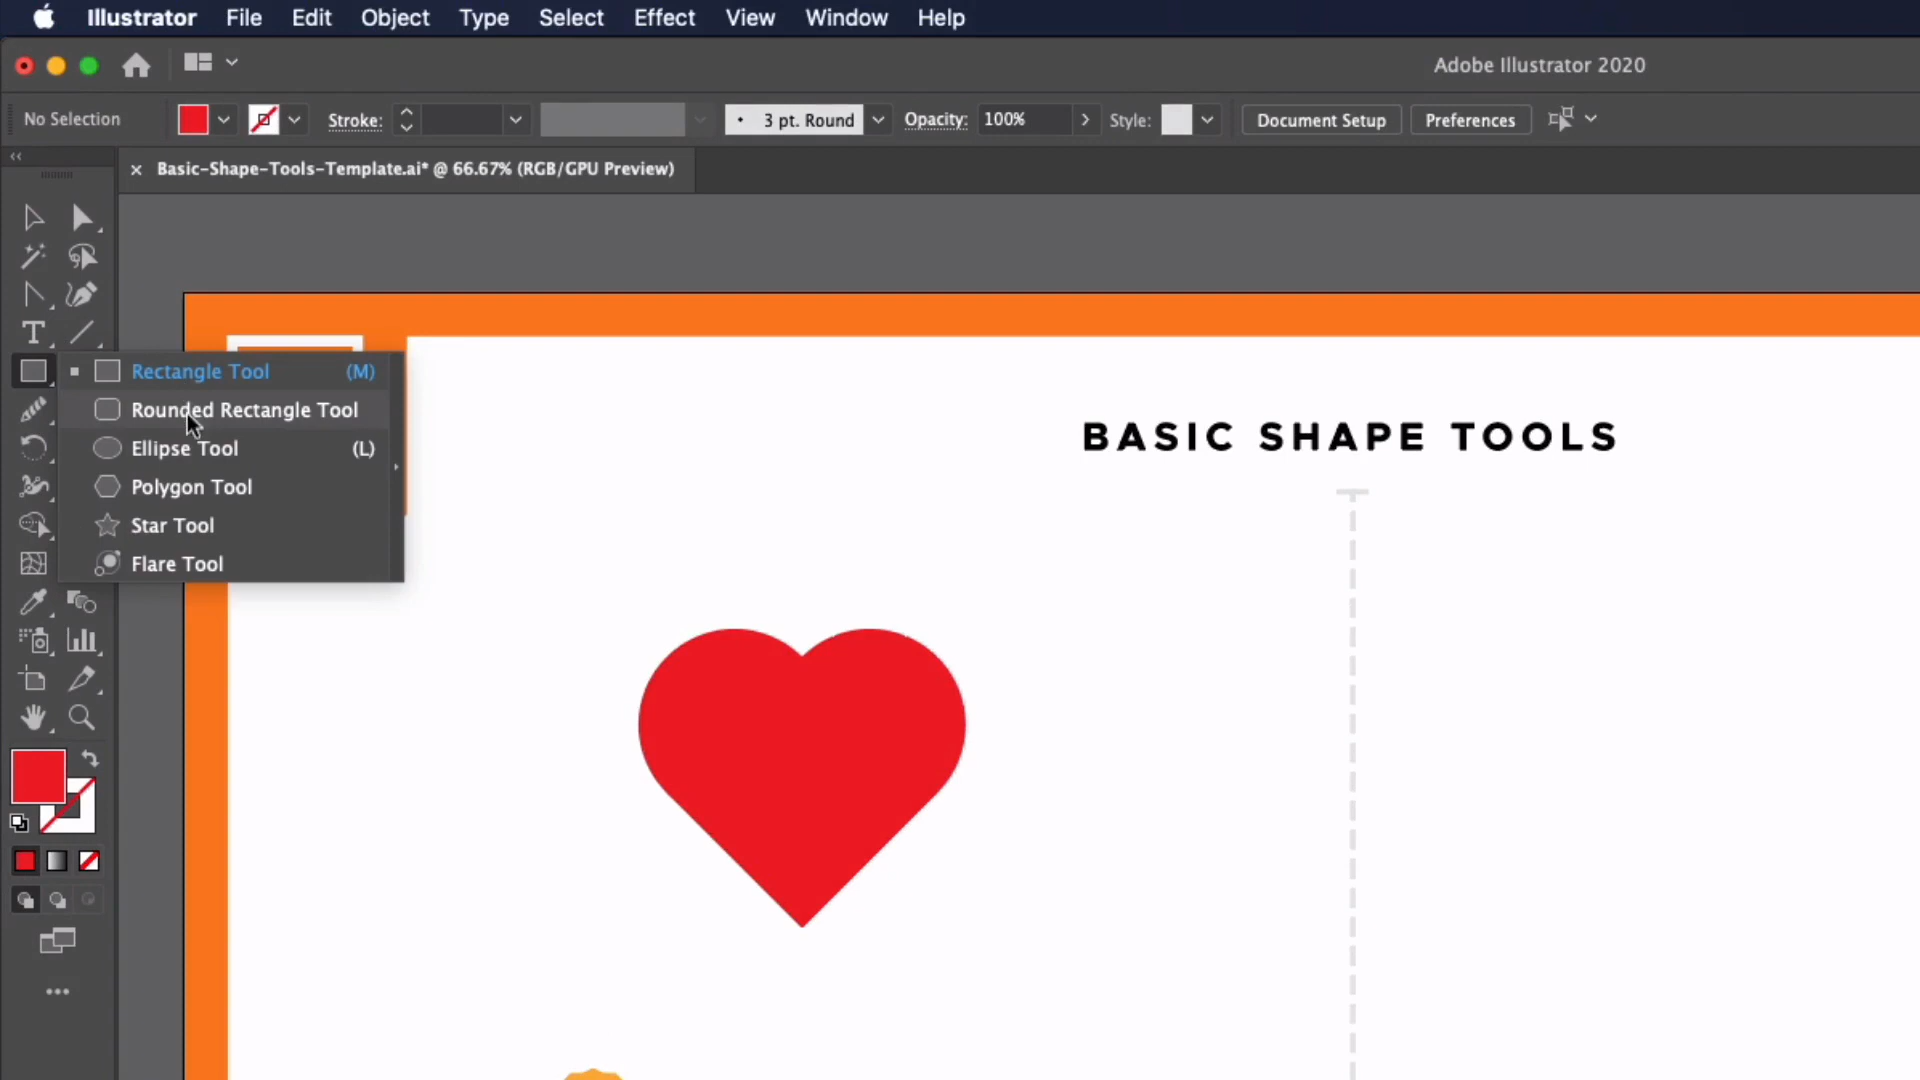 Illustrator File Edit Object Type Select Effect View Window Help
Adobe Illustrator 2020
No Selection Stroke: 3 pt. Round Opacity: 100% Style: Document Setup Preferences
Basic-Shape-Tools-Template.ai* @ 66.67% (RGB/GPU Preview)
Rectangle Tool (M)
Rounded Rectangle Tool
Ellipse Tool (L)
Polygon Tool
Star Tool
Flare Tool
BASIC SHAPE TOOLS